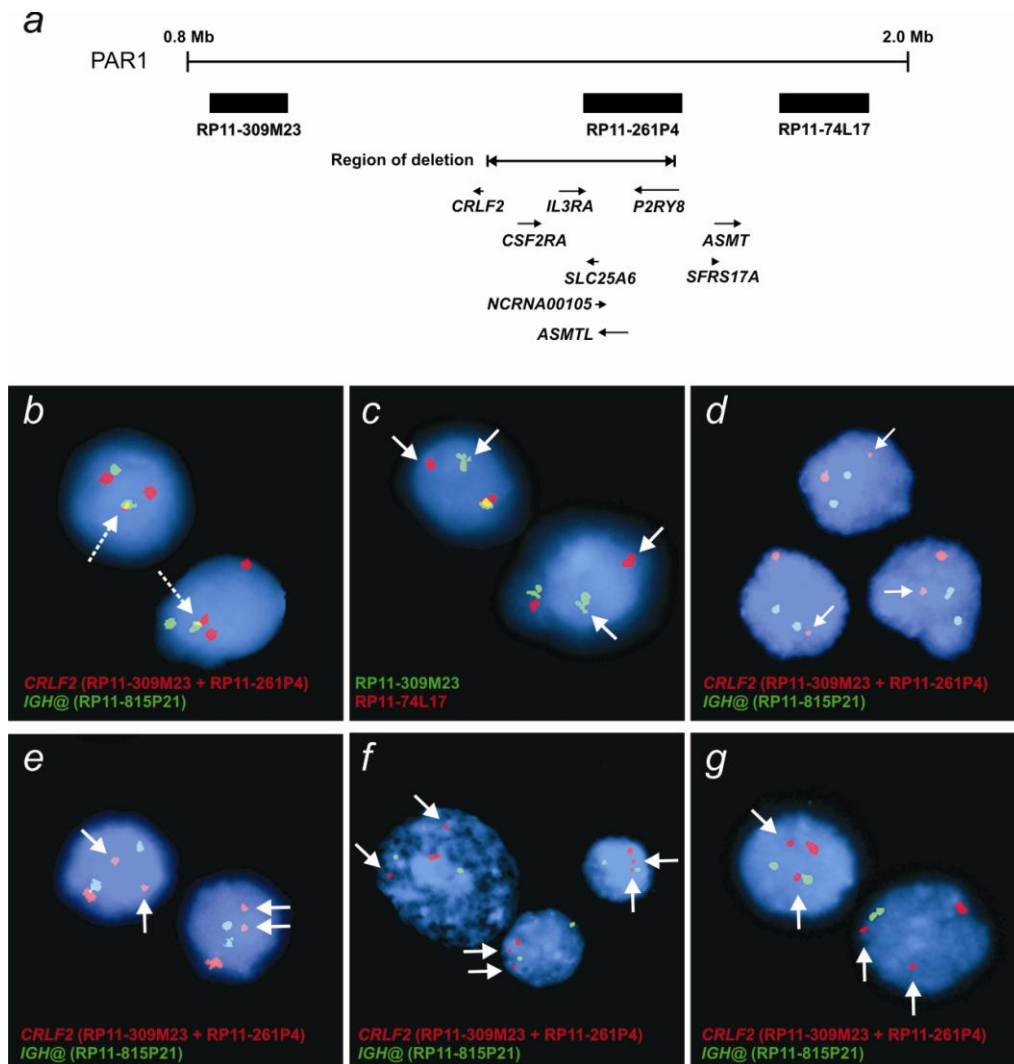 a
0.8 Mb 2.0 Mb
PAR1
RP11-309M23 RP11-261P4 RP11-74L17
Region of deletion
CRLF2 IL3RA P2RY8
CSF2RA ASMT
SLC25A6 SFRS17A
NCRNA00105
ASMTL
b
CRLF2 (RP11-309M23 + RP11-261P4)
IGH@ (RP11-815P21)
c
RP11-309M23
RP11-74L17
d
CRLF2 (RP11-309M23 + RP11-261P4)
IGH@ (RP11-815P21)
e
CRLF2 (RP11-309M23 + RP11-261P4)
IGH@ (RP11-815P21)
f
CRLF2 (RP11-309M23 + RP11-261P4)
IGH@ (RP11-815P21)
g
CRLF2 (RP11-309M23 + RP11-261P4)
IGH@ (RP11-815P21)